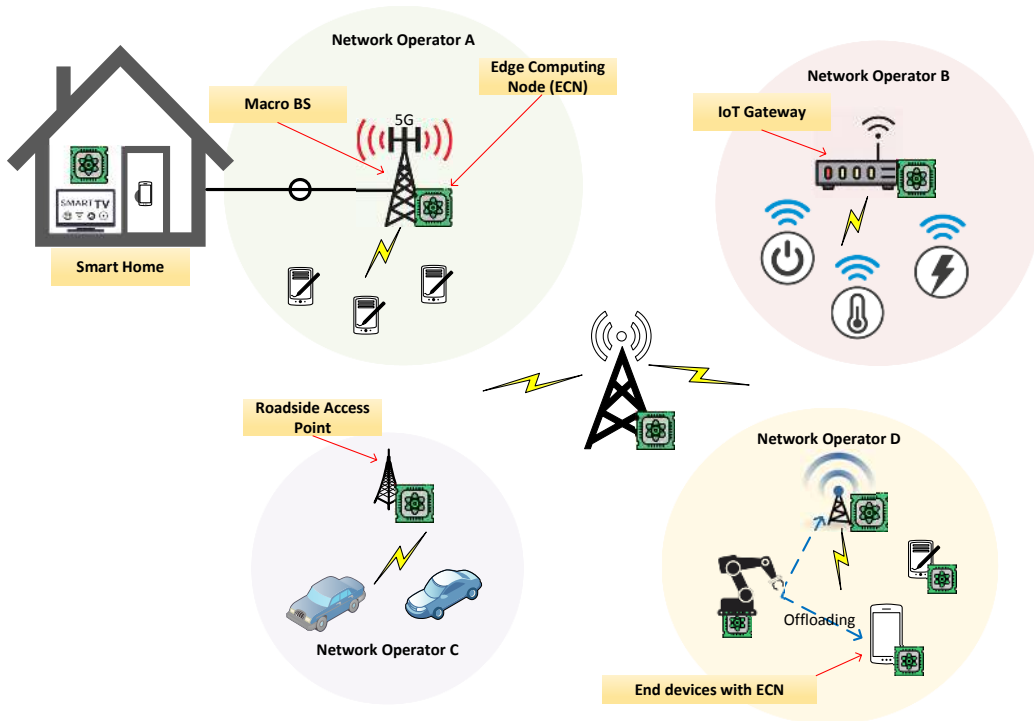 Network Operator A
Edge Computing
Node (ECN)
Macro BS
5G
Network Operator B
IoT Gateway
SMART TV
Smart Home
Roadside Access
Point
Network Operator D
Offloading
Network Operator C
End devices with ECN